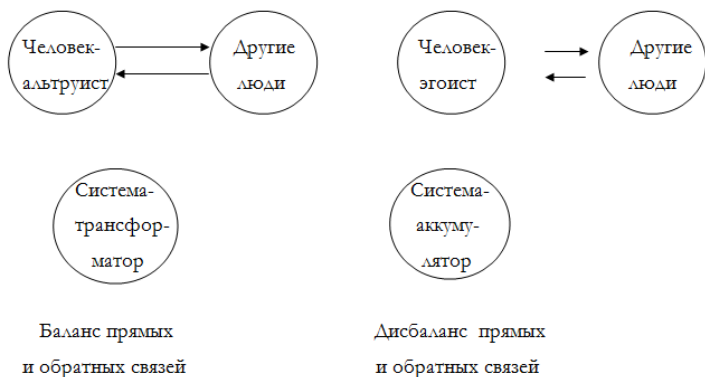 Человек-
альтруист
Другие
люди
Человек-
эгоист
Другие
люди
Система-
трансфор-
матор
Система-
аккуму-
лятор
Баланс прямых
и обратных связей
Дисбаланс прямых
и обратных связей